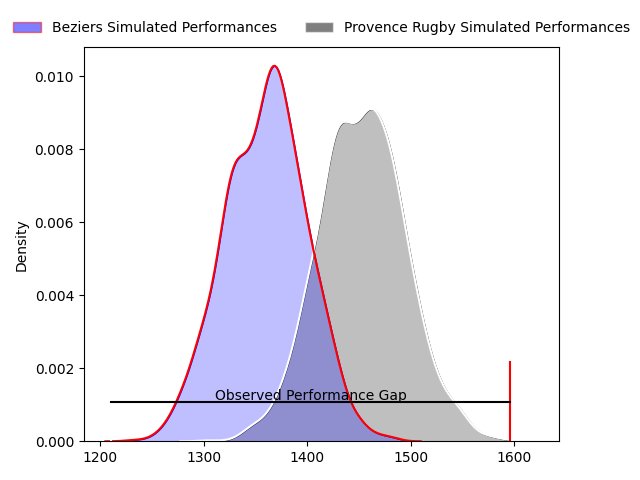 Beziers Simulated Performances
Provence Rugby Simulated Performances
0.010
0.008
0.006
0.004
0.002
0.000
Density
Observed Performance Gap
1200
1300
1400
1500
1600